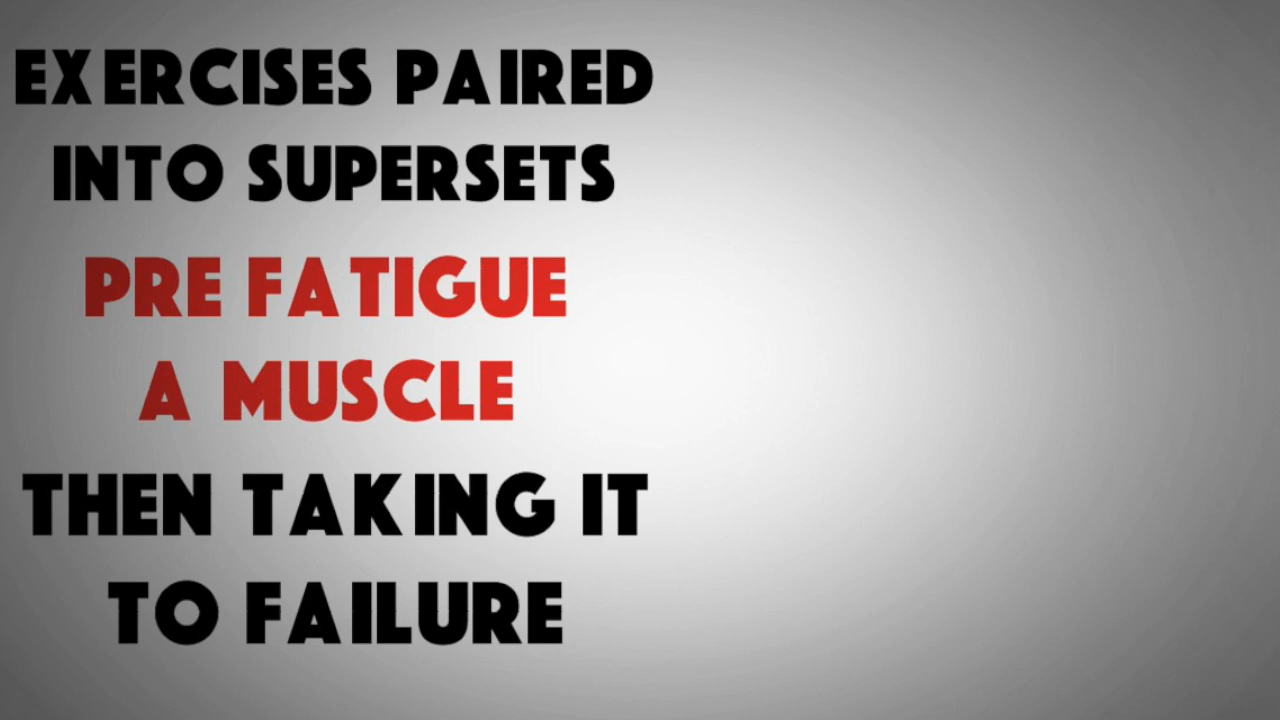 EXERCISES PAIRED
INTO SUPERSETS
PRE FATIGUE
A MUSCLE
THEN TAKING IT
TO FAILURE